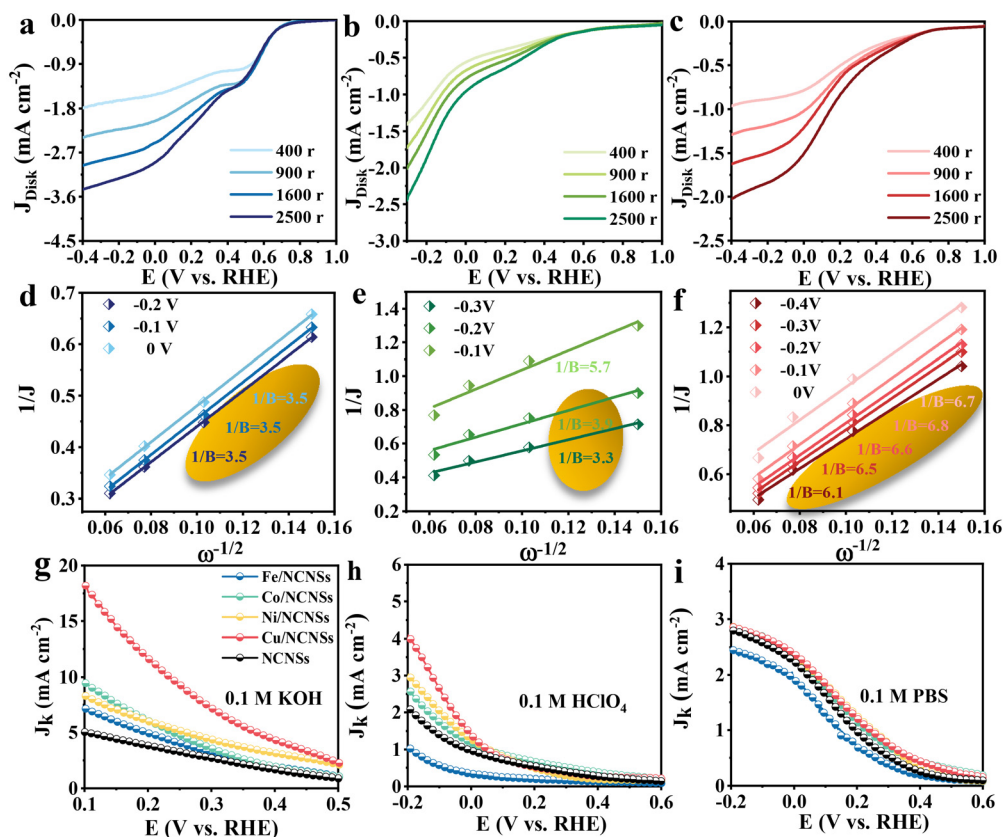 a
0.0
-0.9
-1.8
-2.7
-3.6
-4.5
J_Disk (mA cm⁻²)
400 r
900 r
1600 r
2500 r
-0.4 -0.2 0.0 0.2 0.4 0.6 0.8 1.0
E (V vs. RHE)
b
0.0
-0.5
-1.0
-1.5
-2.0
-2.5
-3.0
J_Disk (mA cm⁻²)
400 r
900 r
1600 r
2500 r
-0.2 0.0 0.2 0.4 0.6 0.8 1.0
E (V vs. RHE)
c
0.0
-0.5
-1.0
-1.5
-2.0
-2.5
J_Disk (mA cm⁻²)
400 r
900 r
1600 r
2500 r
-0.4 -0.2 0.0 0.2 0.4 0.6 0.8 1.0
E (V vs. RHE)
d
0.7
0.6
0.5
0.4
0.3
1/J
-0.2 V
-0.1 V
0 V
1/B=3.5
1/B=3.5
1/B=3.5
0.06 0.08 0.10 0.12 0.14 0.16
ω⁻¹/²
e
1.4
1.2
1.0
0.8
0.6
0.4
0.2
1/J
-0.3V
-0.2V
-0.1V
1/B=5.7
1/B=3.9
1/B=3.3
0.06 0.08 0.10 0.12 0.14 0.16
ω⁻¹/²
f
1.2
1.0
0.8
0.6
1/J
-0.4V
-0.3V
-0.2V
-0.1V
0V
1/B=6.7
1/B=6.8
1/B=6.6
1/B=6.5
1/B=6.1
0.06 0.08 0.10 0.12 0.14 0.16
ω⁻¹/²
g
20
15
10
5
0
J_k (mA cm⁻²)
Fe/NCNSs
Co/NCNSs
Ni/NCNSs
Cu/NCNSs
NCNSs
0.1 M KOH
0.1 0.2 0.3 0.4 0.5
E (V vs. RHE)
h
5
4
3
2
1
0
J_k (mA cm⁻²)
0.1 M HClO₄
-0.2 0.0 0.2 0.4 0.6
E (V vs. RHE)
i
4
3
2
1
0
J_k (mA cm⁻²)
0.1 M PBS
-0.2 0.0 0.2 0.4 0.6
E (V vs. RHE)